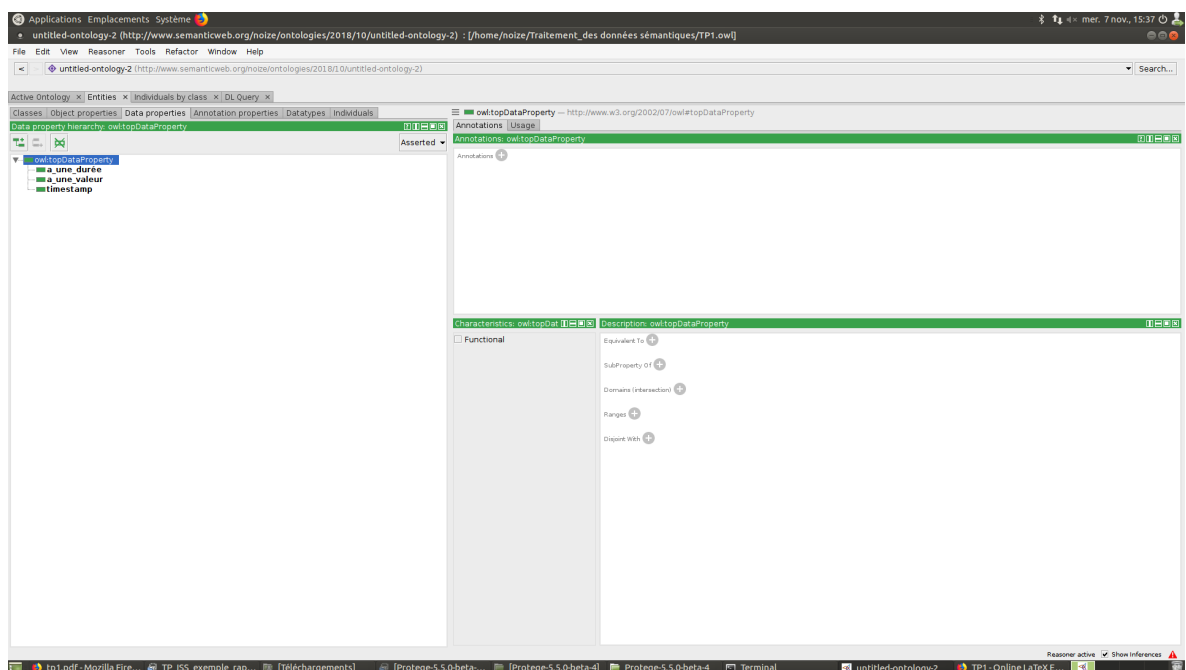 Applications Emplacements Système mer. 7 nov., 15:37
untitled-ontology-2 (http://www.semanticweb.org/noize/ontologies/2018/10/untitled-ontology-2) : [/home/noize/Traitement_des données sémantiques/TP1.owl]
File Edit View Reasoner Tools Refactor Window Help
< > untitled-ontology-2 (http://www.semanticweb.org/noize/ontologies/2018/10/untitled-ontology-2) Search...
Active Ontology × Entities × Individuals by class × DL Query ×
Classes Object properties Data properties Annotation properties Datatypes Individuals
Data property hierarchy: owl:topDataProperty
Asserted
owl:topDataProperty
a_une_durée
a_une_valeur
timestamp
owl:topDataProperty — http://www.w3.org/2002/07/owl#topDataProperty
Annotations Usage
Annotations: owl:topDataProperty
Annotations
Characteristics: owl:topDat
Functional
Description: owl:topDataProperty
Equivalent To
SubProperty Of
Domains (intersection)
Ranges
Disjoint With
Reasoner active Show Inferences
tp1.pdf - Mozilla Fire... TP_ISS_exemple_rap... [Téléchargements] [Protege-5.5.0-beta-... [Protege-5.5.0-beta-4] Protege-5.5.0-beta-4 Terminal untitled-ontology-2 ... TP1 - Online LaTeX E...